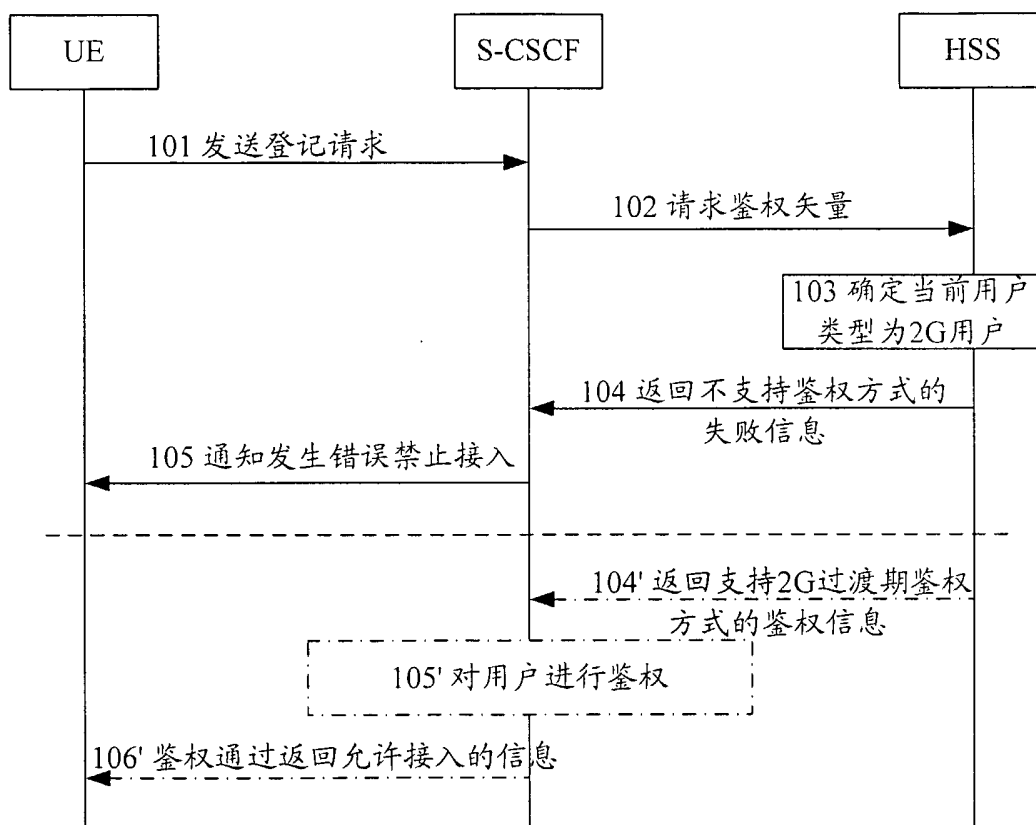 UE
S-CSCF
HSS
101 发送登记请求
102 请求鉴权矢量
103 确定当前用户
类型为2G用户
104 返回不支持鉴权方式的
失败信息
105 通知发生错误禁止接入
104' 返回支持2G过渡期鉴权
方式的鉴权信息
105' 对用户进行鉴权
106' 鉴权通过返回允许接入的信息